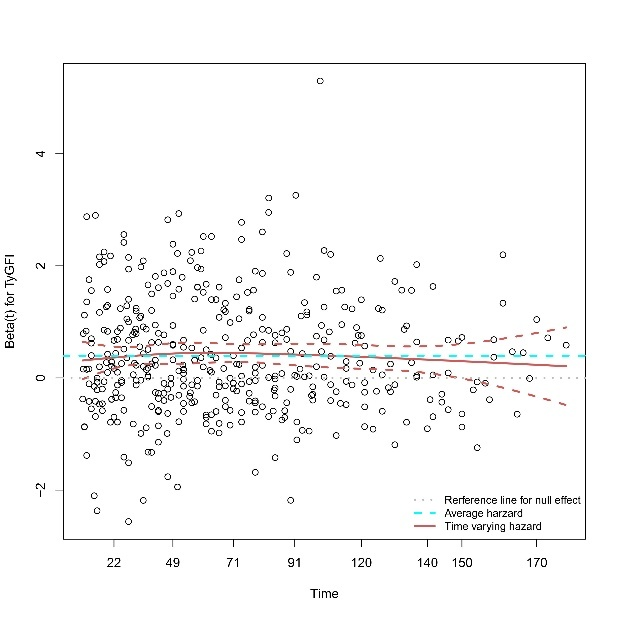 Beta(t) for TyGFI
4
2
0
−2
22 49 71 91 120 140 150 170
Time
Rerference line for null effect
Average harzard
Time varying hazard